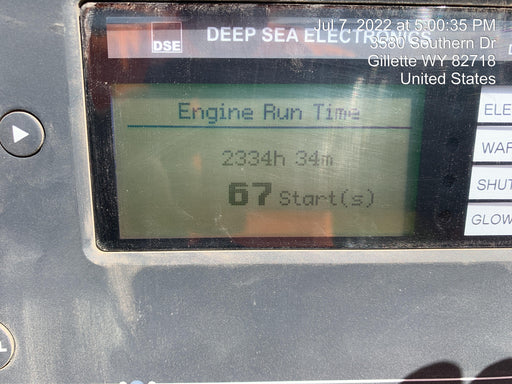 Jul 7, 2022 at 5:00:35 PM
3580 Southern Dr
Gillette WY 82718
United States
DSE
DEEP SEA ELECTRONICS
Engine Run Time
2334h 34m
67 Start(s)
ELE
WAR
SHUT
GLOW